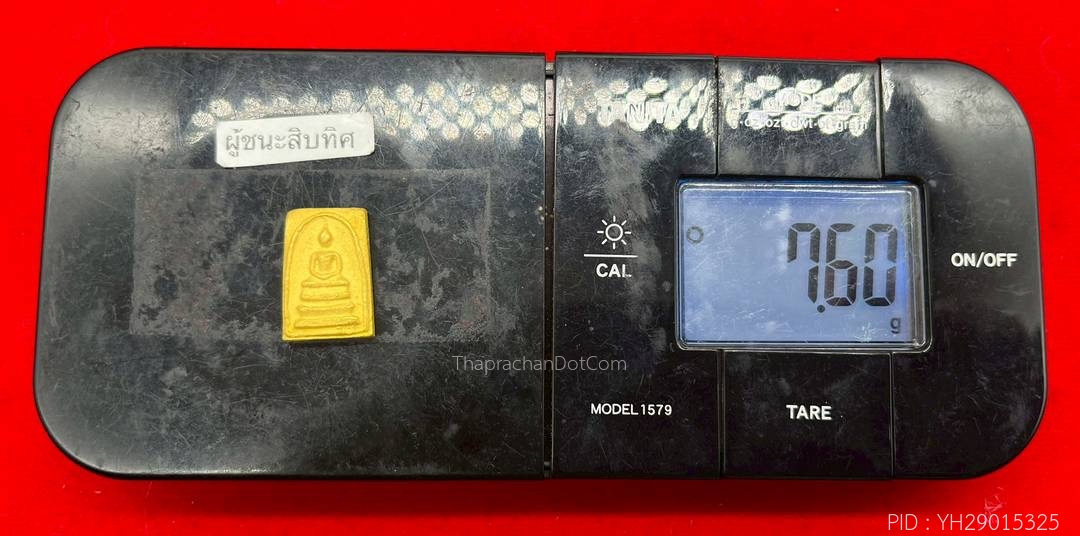 ผู้ชนะสิบทิศ
CAL
7.60
g
ON/OFF
ThaprachanDotCom
MODEL 1579
TARE
PID : YH29015325